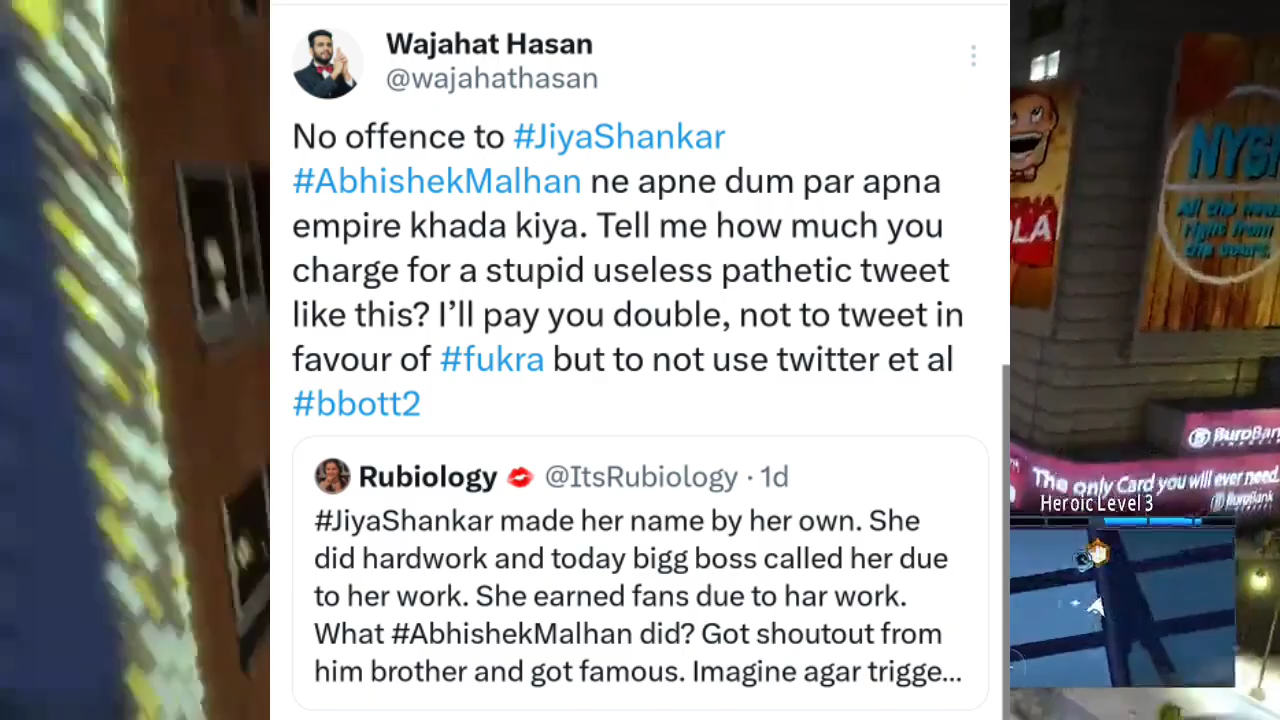 Wajahat Hasan
@wajahathasan
No offence to #JiyaShankar
#AbhishekMalhan ne apne dum par apna
empire khada kiya. Tell me how much you
charge for a stupid useless pathetic tweet
like this? I'll pay you double, not to tweet in
favour of #fukra but to not use twitter et al
#bbott2
Rubiology 💋 @ItsRubiology · 1d
#JiyaShankar made her name by her own. She
did hardwork and today bigg boss called her due
to her work. She earned fans due to har work.
What #AbhishekMalhan did? Got shoutout from
him brother and got famous. Imagine agar trigge...
The only Card you will ever need.
Heroic Level 3